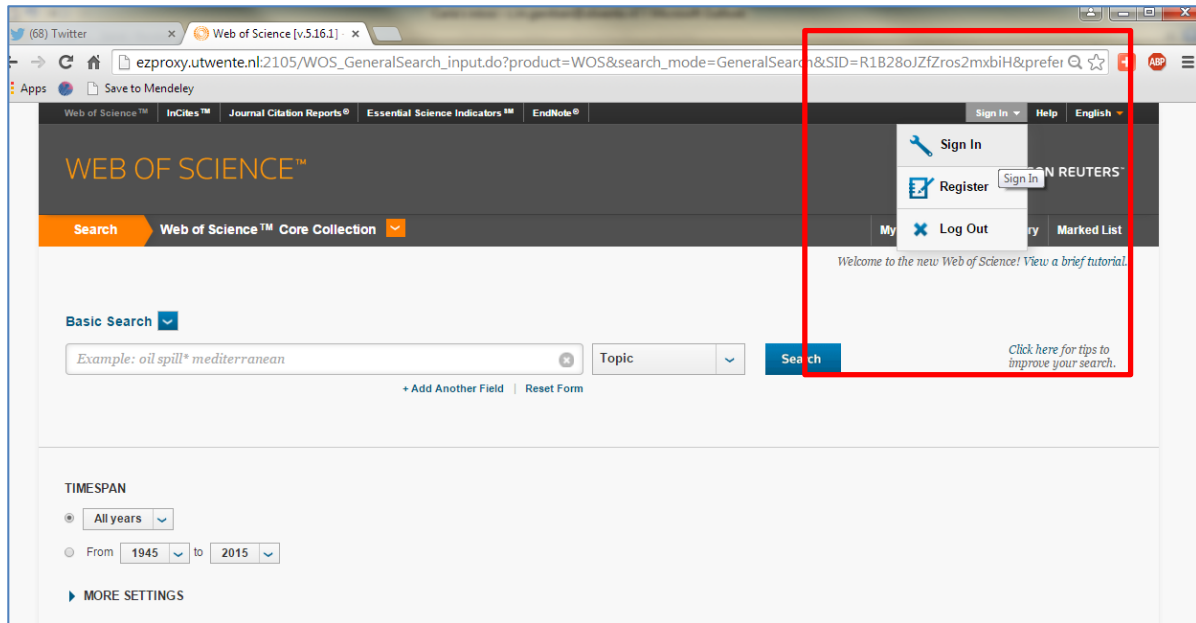 (68) Twitter × Web of Science [v.5.16.1] - ×
ezproxy.utwente.nl:2105/WOS_GeneralSearch_input.do?product=WOS&search_mode=GeneralSearch&SID=R1B28oJZfZros2mxbiH&prefer ABP
Apps Save to Mendeley
Web of Science™ InCites™ Journal Citation Reports® Essential Science Indicators℠ EndNote® Sign In Help English
Sign In
WEB OF SCIENCE™ ON REUTERS™
Register Sign In
Search Web of Science™ Core Collection My Log Out ry Marked List
Welcome to the new Web of Science! View a brief tutorial.
Basic Search
Example: oil spill* mediterranean Topic Search Click here for tips to
improve your search.
+ Add Another Field | Reset Form
TIMESPAN
All years
From 1945 to 2015
MORE SETTINGS